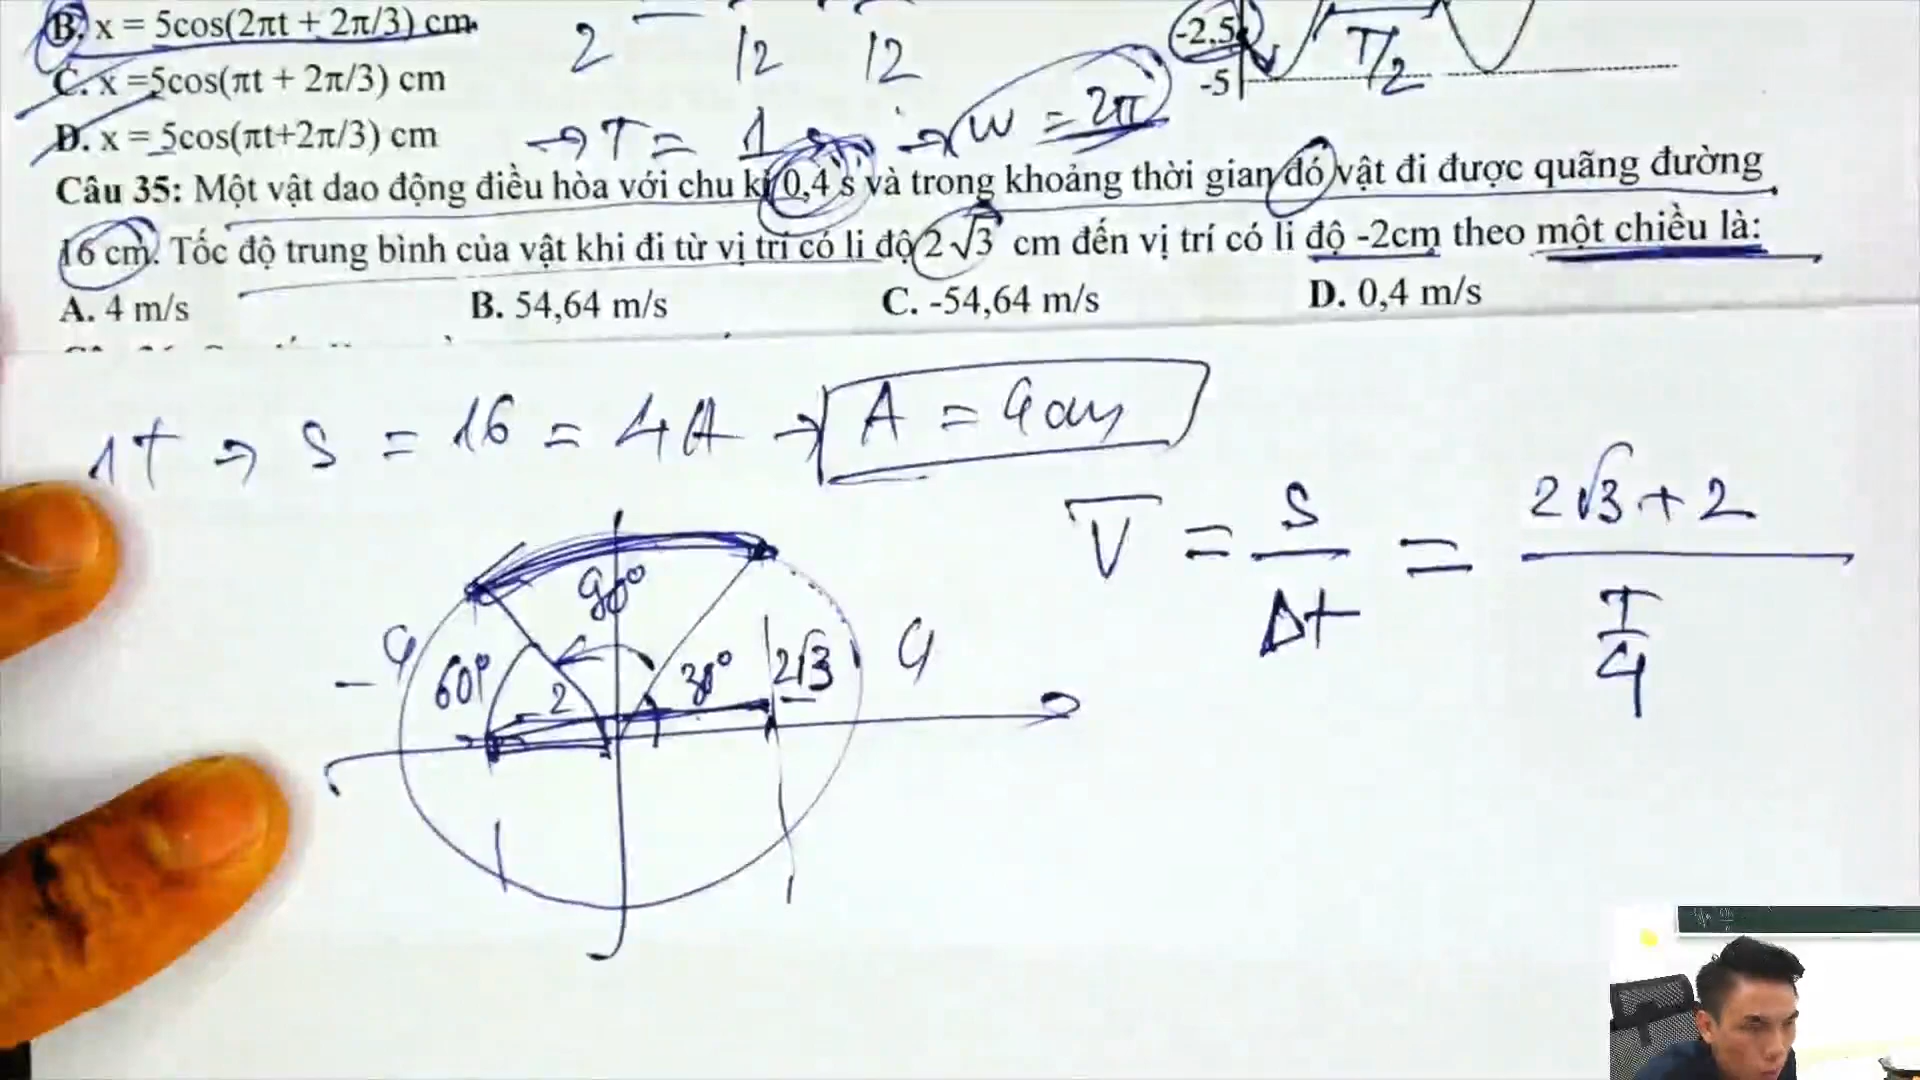 B. x = 5cos(2πt + 2π/3) cm.
C. x =5cos(πt + 2π/3) cm
D. x = 5cos(πt+2π/3) cm
2 12 12
→ T = 1 s → ω = 2π
-2.5
-5
T/2
Câu 35: Một vật dao động điều hòa với chu kì 0,4 s và trong khoảng thời gian đó vật đi được quãng đường
16 cm. Tốc độ trung bình của vật khi đi từ vị trí có li độ 2√3 cm đến vị trí có li độ -2cm theo một chiều là:
A. 4 m/s B. 54,64 m/s C. -54,64 m/s D. 0,4 m/s
1T → S = 16 = 4A → A = 4cm
V̅ = S/Δt = (2√3 + 2)/(T/4)
90°
-4 60° -2 30° 2√3 4